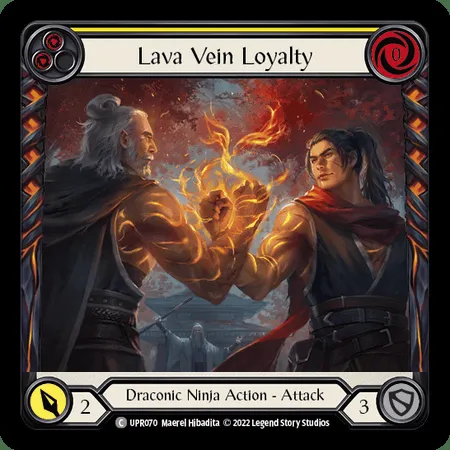 Lava Vein Loyalty
0
Draconic Ninja Action - Attack
2
3
C UPR070 Maerel Hibadita © 2022 Legend Story Studios